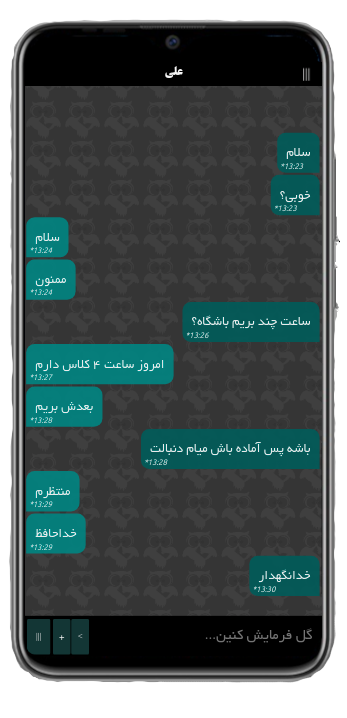 علی
سلام
*13:23
خوبی؟
*13:23
سلام
*13:24
ممنون
*13:24
ساعت چند بریم باشگاه؟
*13:26
امروز ساعت ۴ کلاس دارم
*13:27
بعدش بریم
*13:28
باشه پس آماده باش میام دنبالت
*13:28
منتظرم
*13:29
خداحافظ
*13:29
خدانگهدار
*13:30
گل فرمایش کنین...
+ <